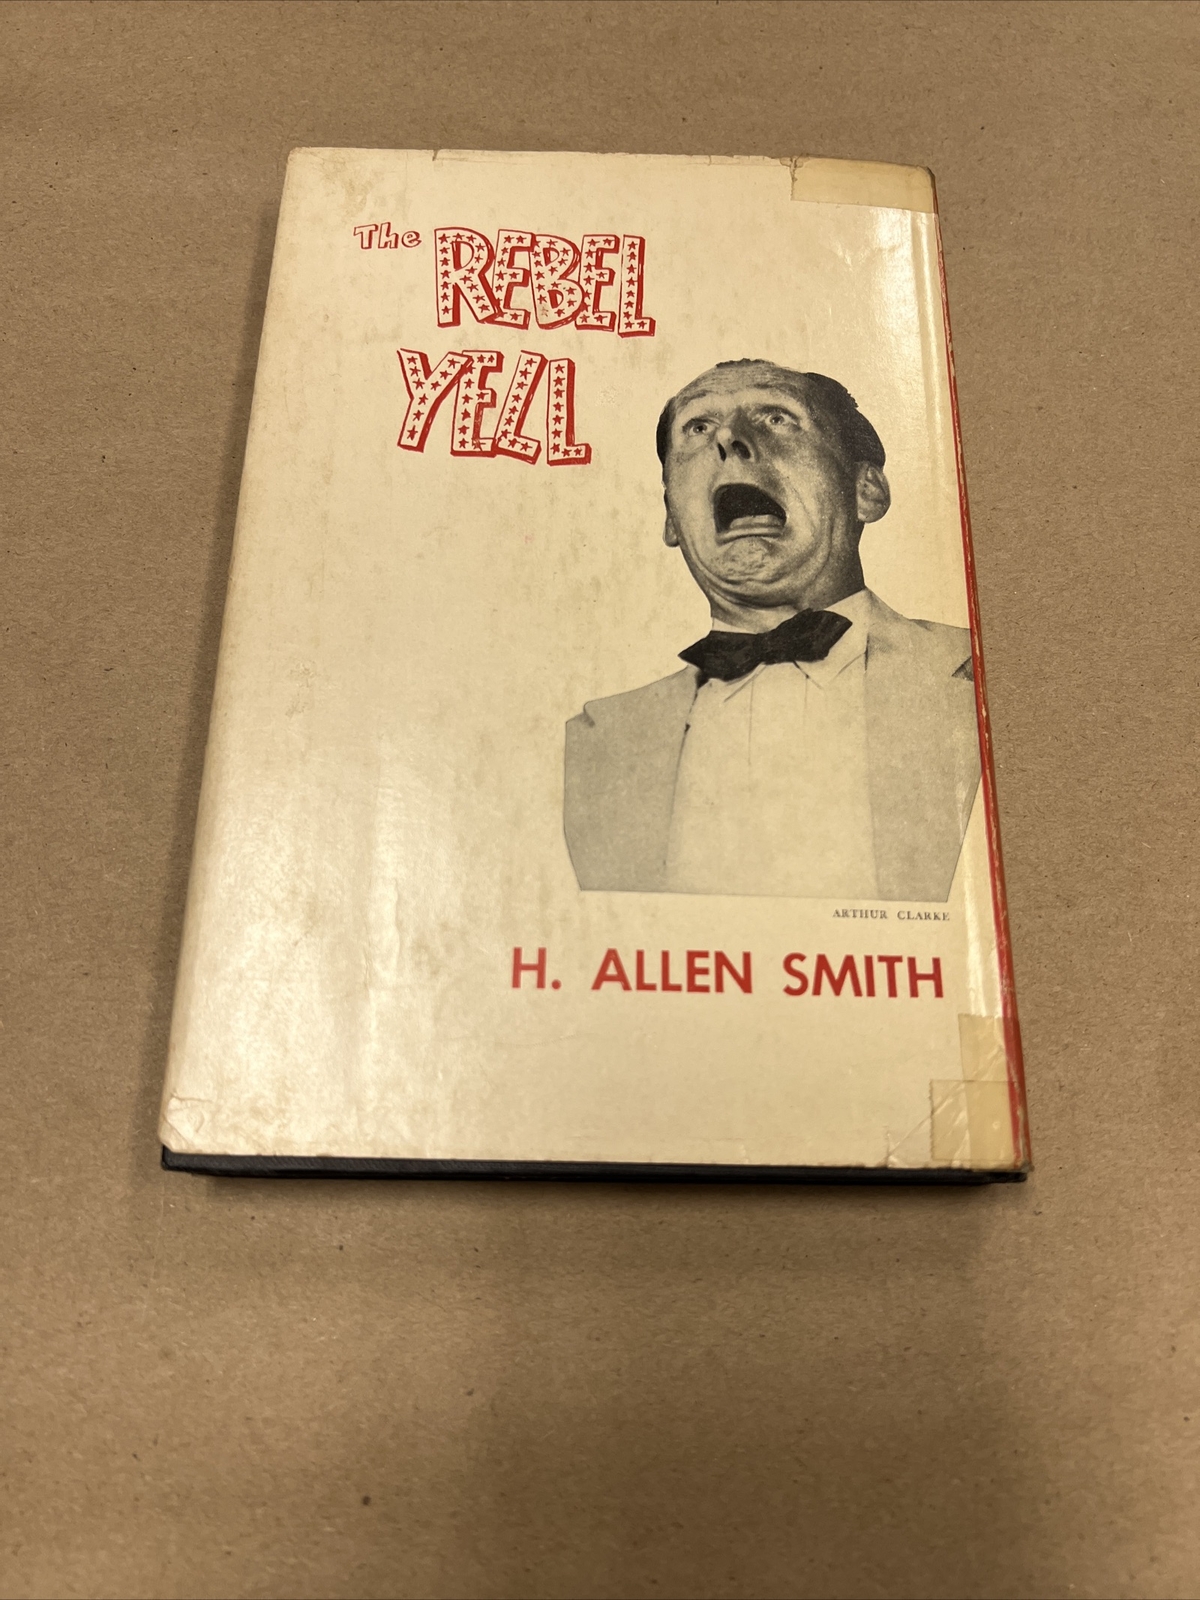 The REBEL
YELL
ARTHUR CLARKE
H. ALLEN SMITH